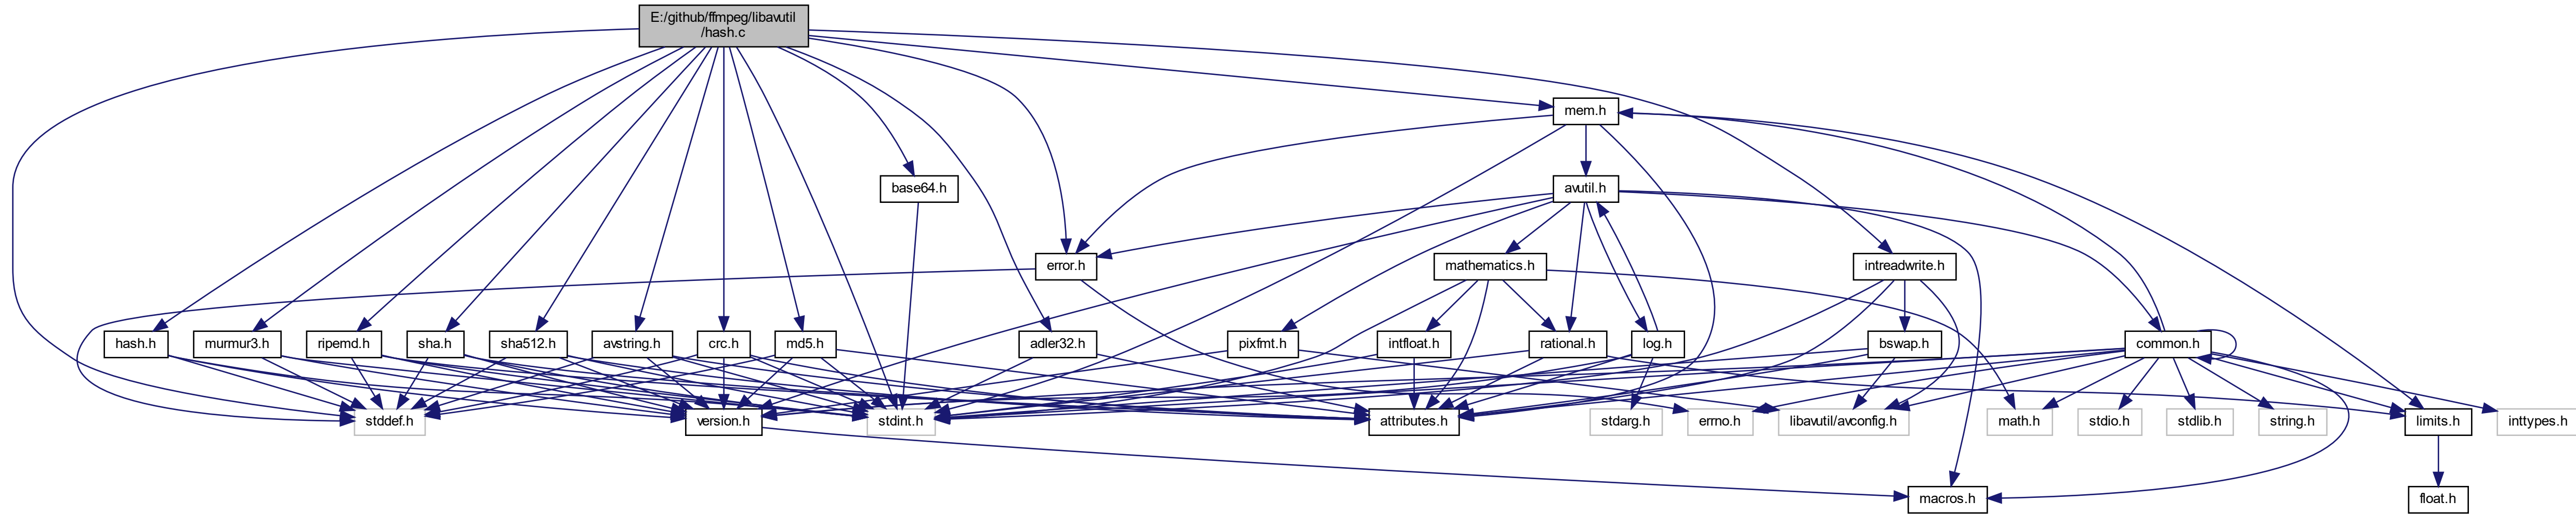 E:/github/ffmpeg/libavutil
/hash.c
mem.h
base64.h
avutil.h
error.h
mathematics.h
intreadwrite.h
hash.h
murmur3.h
ripemd.h
sha.h
sha512.h
avstring.h
crc.h
md5.h
adler32.h
pixfmt.h
intfloat.h
rational.h
log.h
bswap.h
common.h
stddef.h
version.h
stdint.h
attributes.h
stdarg.h
errno.h
libavutil/avconfig.h
math.h
stdio.h
stdlib.h
string.h
limits.h
inttypes.h
macros.h
float.h